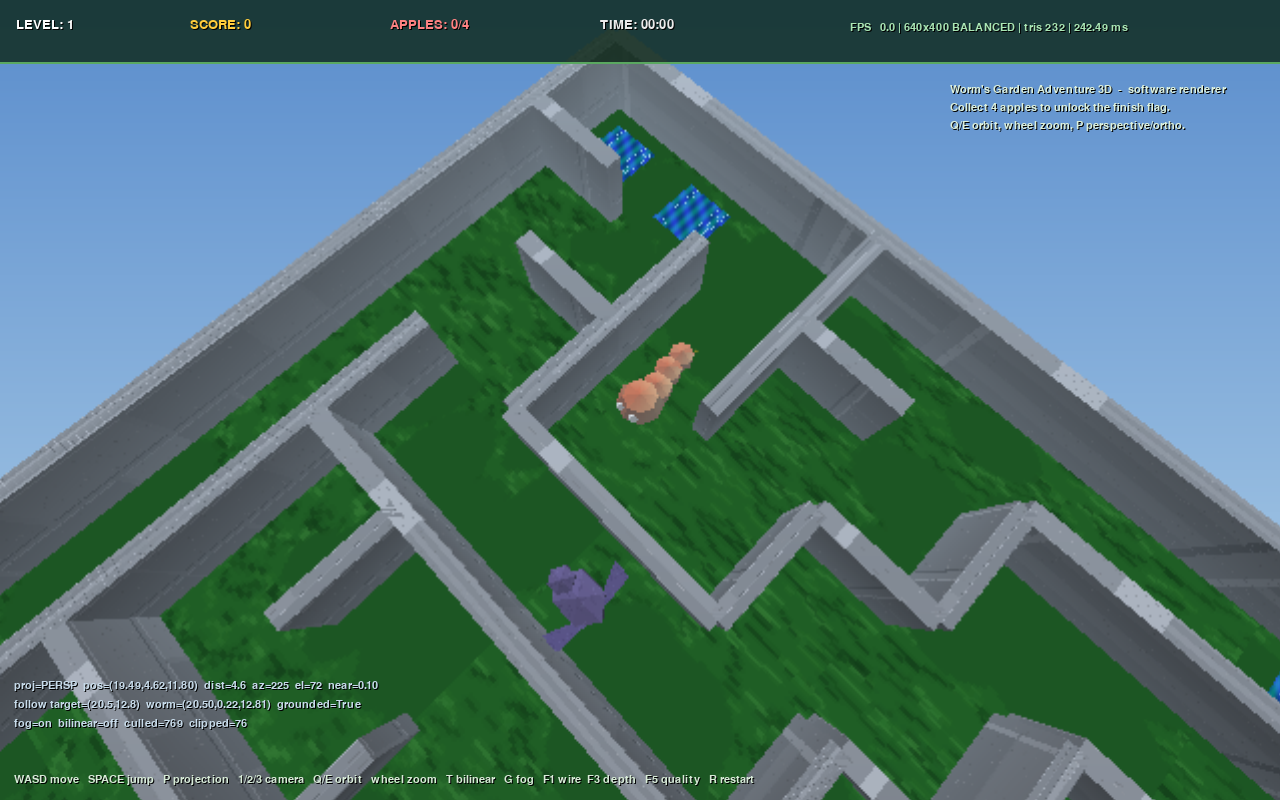 LEVEL: 1 SCORE: 0 APPLES: 0/4 TIME: 00:00 FPS 0.0 | 640x400 BALANCED | tris 232 | 242.49 ms
Worm's Garden Adventure 3D - software renderer
Collect 4 apples to unlock the finish flag.
Q/E orbit, wheel zoom, P perspective/ortho.
proj=PERSP pos=(19.49,4.62,11.80) dist=4.6 az=225 el=72 near=0.10
follow target=(20.5,12.8) worm=(20.50,0.22,12.81) grounded=True
fog=on bilinear=off culled=769 clipped=76
WASD move SPACE jump P projection 1/2/3 camera Q/E orbit wheel zoom T bilinear G fog F1 wire F3 depth F5 quality R restart